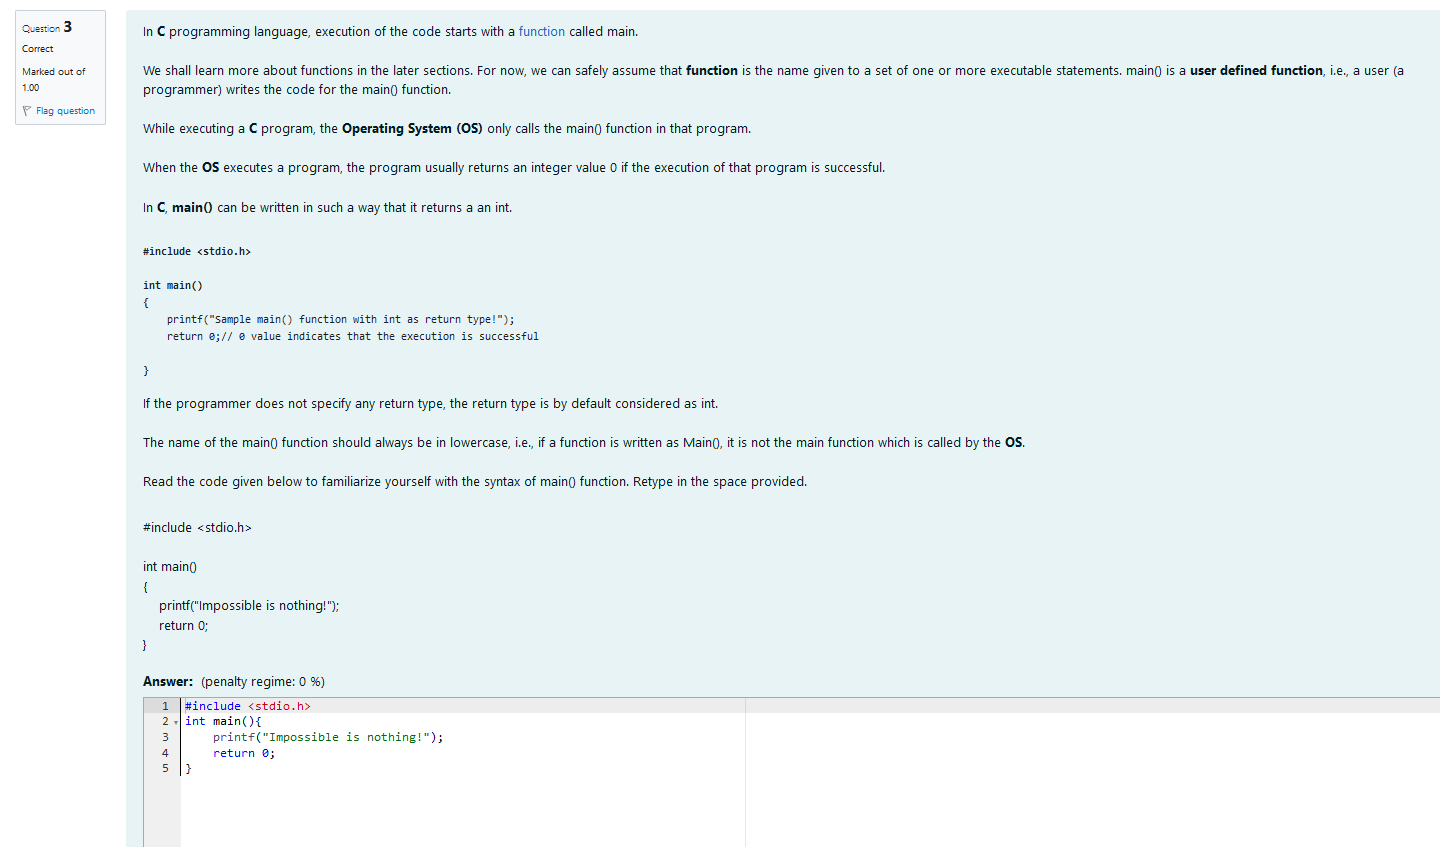 Question 3
Correct
Marked out of
1.00
Flag question
In C programming language, execution of the code starts with a function called main.
We shall learn more about functions in the later sections. For now, we can safely assume that function is the name given to a set of one or more executable statements. main() is a user defined function, i.e., a user (a
programmer) writes the code for the main() function.
While executing a C program, the Operating System (OS) only calls the main() function in that program.
When the OS executes a program, the program usually returns an integer value 0 if the execution of that program is successful.
In C, main() can be written in such a way that it returns a an int.
#include <stdio.h>
int main()
{
printf("Sample main() function with int as return type!");
return 0;// 0 value indicates that the execution is successful
}
If the programmer does not specify any return type, the return type is by default considered as int.
The name of the main() function should always be in lowercase, i.e., if a function is written as Main(), it is not the main function which is called by the OS.
Read the code given below to familiarize yourself with the syntax of main() function. Retype in the space provided.
#include <stdio.h>
int main()
{
printf("Impossible is nothing!");
return 0;
}
Answer: (penalty regime: 0 %)
1 #include <stdio.h>
2 int main(){
3 printf("Impossible is nothing!");
4 return 0;
5 }